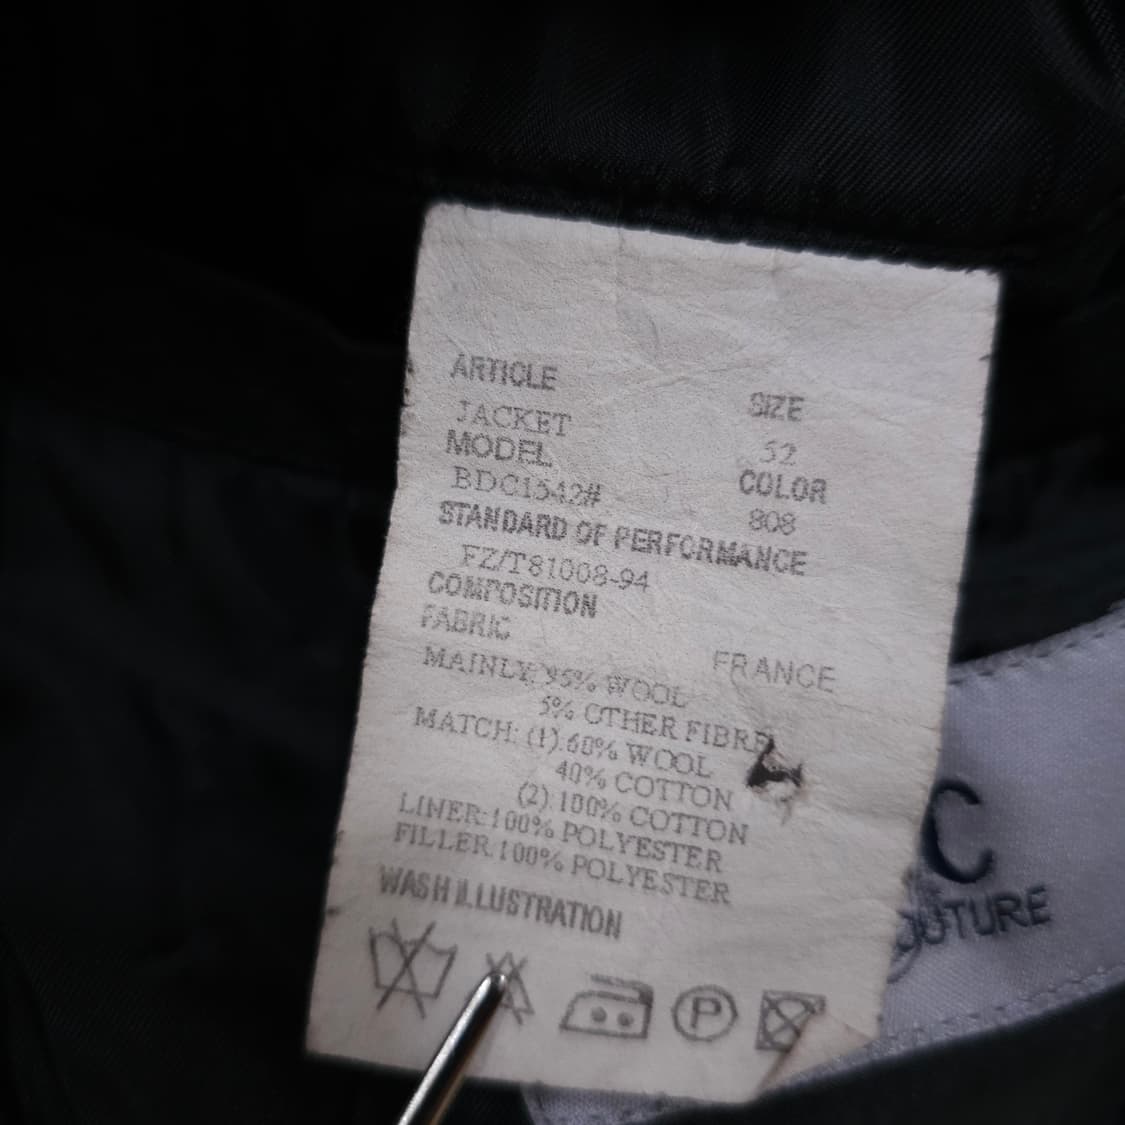 ARTICLE
SIZE
JACKET
52
MODEL
COLOR
BDC1542#
808
STANDARD OF PERFORMANCE
FZ/T81008-94
COMPOSITION
FABRIC
FRANCE
MAINLY:95% WOOL
5% OTHER FIBRE
MATCH: (1).60% WOOL
40% COTTON
(2).100% COTTON
LINER:100% POLYESTER
FILLER:100% POLYESTER
WASH ILLUSTRATION
P
C
OUTURE